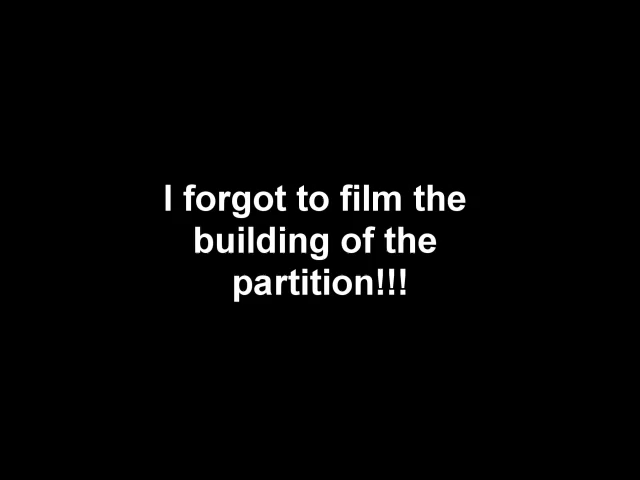 I forgot to film the
building of the
partition!!!